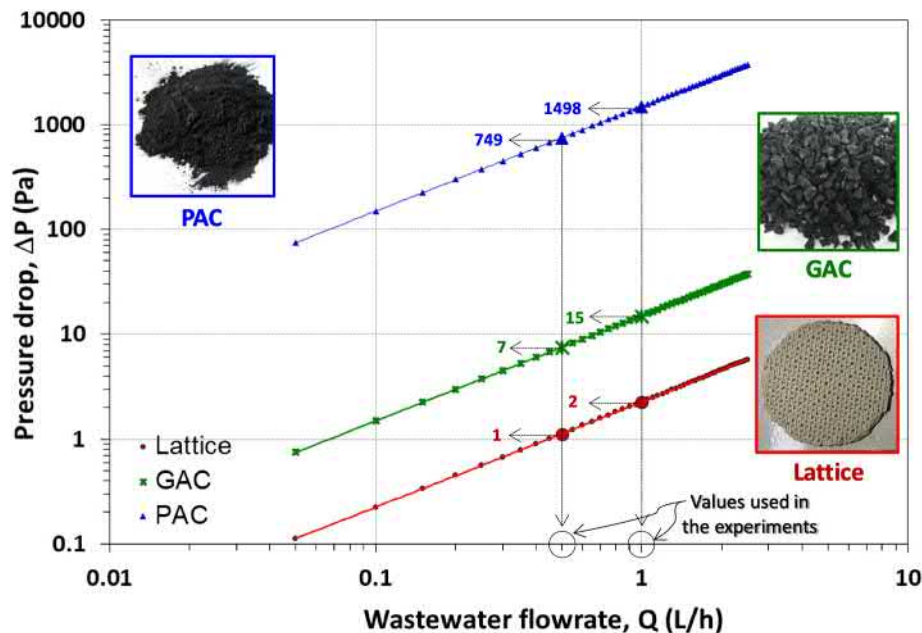 10000
1000
100
10
1
0.1
Pressure drop, ΔP (Pa)
PAC
1498
749
GAC
15
7
2
1
Lattice
Lattice
GAC
PAC
Values used in
the experiments
0.01
0.1
1
10
Wastewater flowrate, Q (L/h)